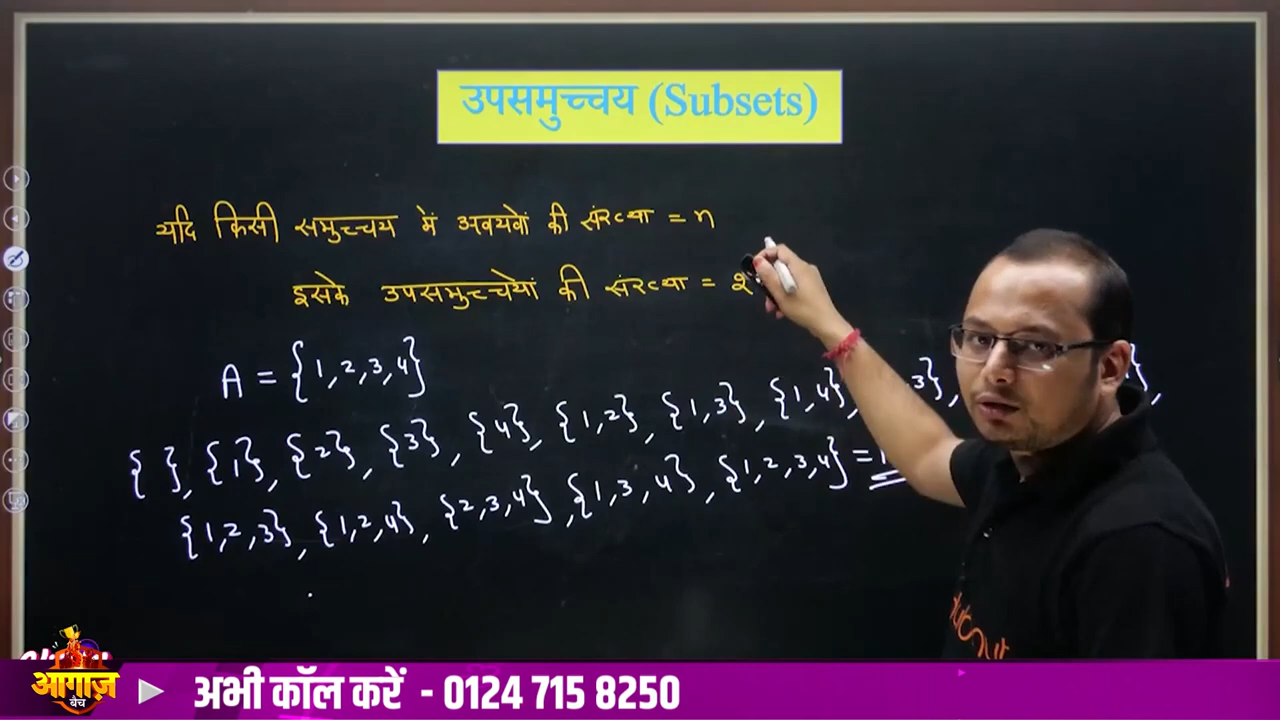 उपसमुच्चय (Subsets)
यदि किसी समुच्चय में अवयवों की संख्या = n
इसके उपसमुच्चयों की संख्या = 2
A = {1,2,3,4}
{ }, {1}, {2}, {3}, {4}, {1,2}, {1,3}, {1,4}, ,3},
{1,2,3}, {1,2,4}, {2,3,4}, {1,3,4}, {1,2,3,4} =
आगाज़
बैच
अभी कॉल करें - 0124 715 8250